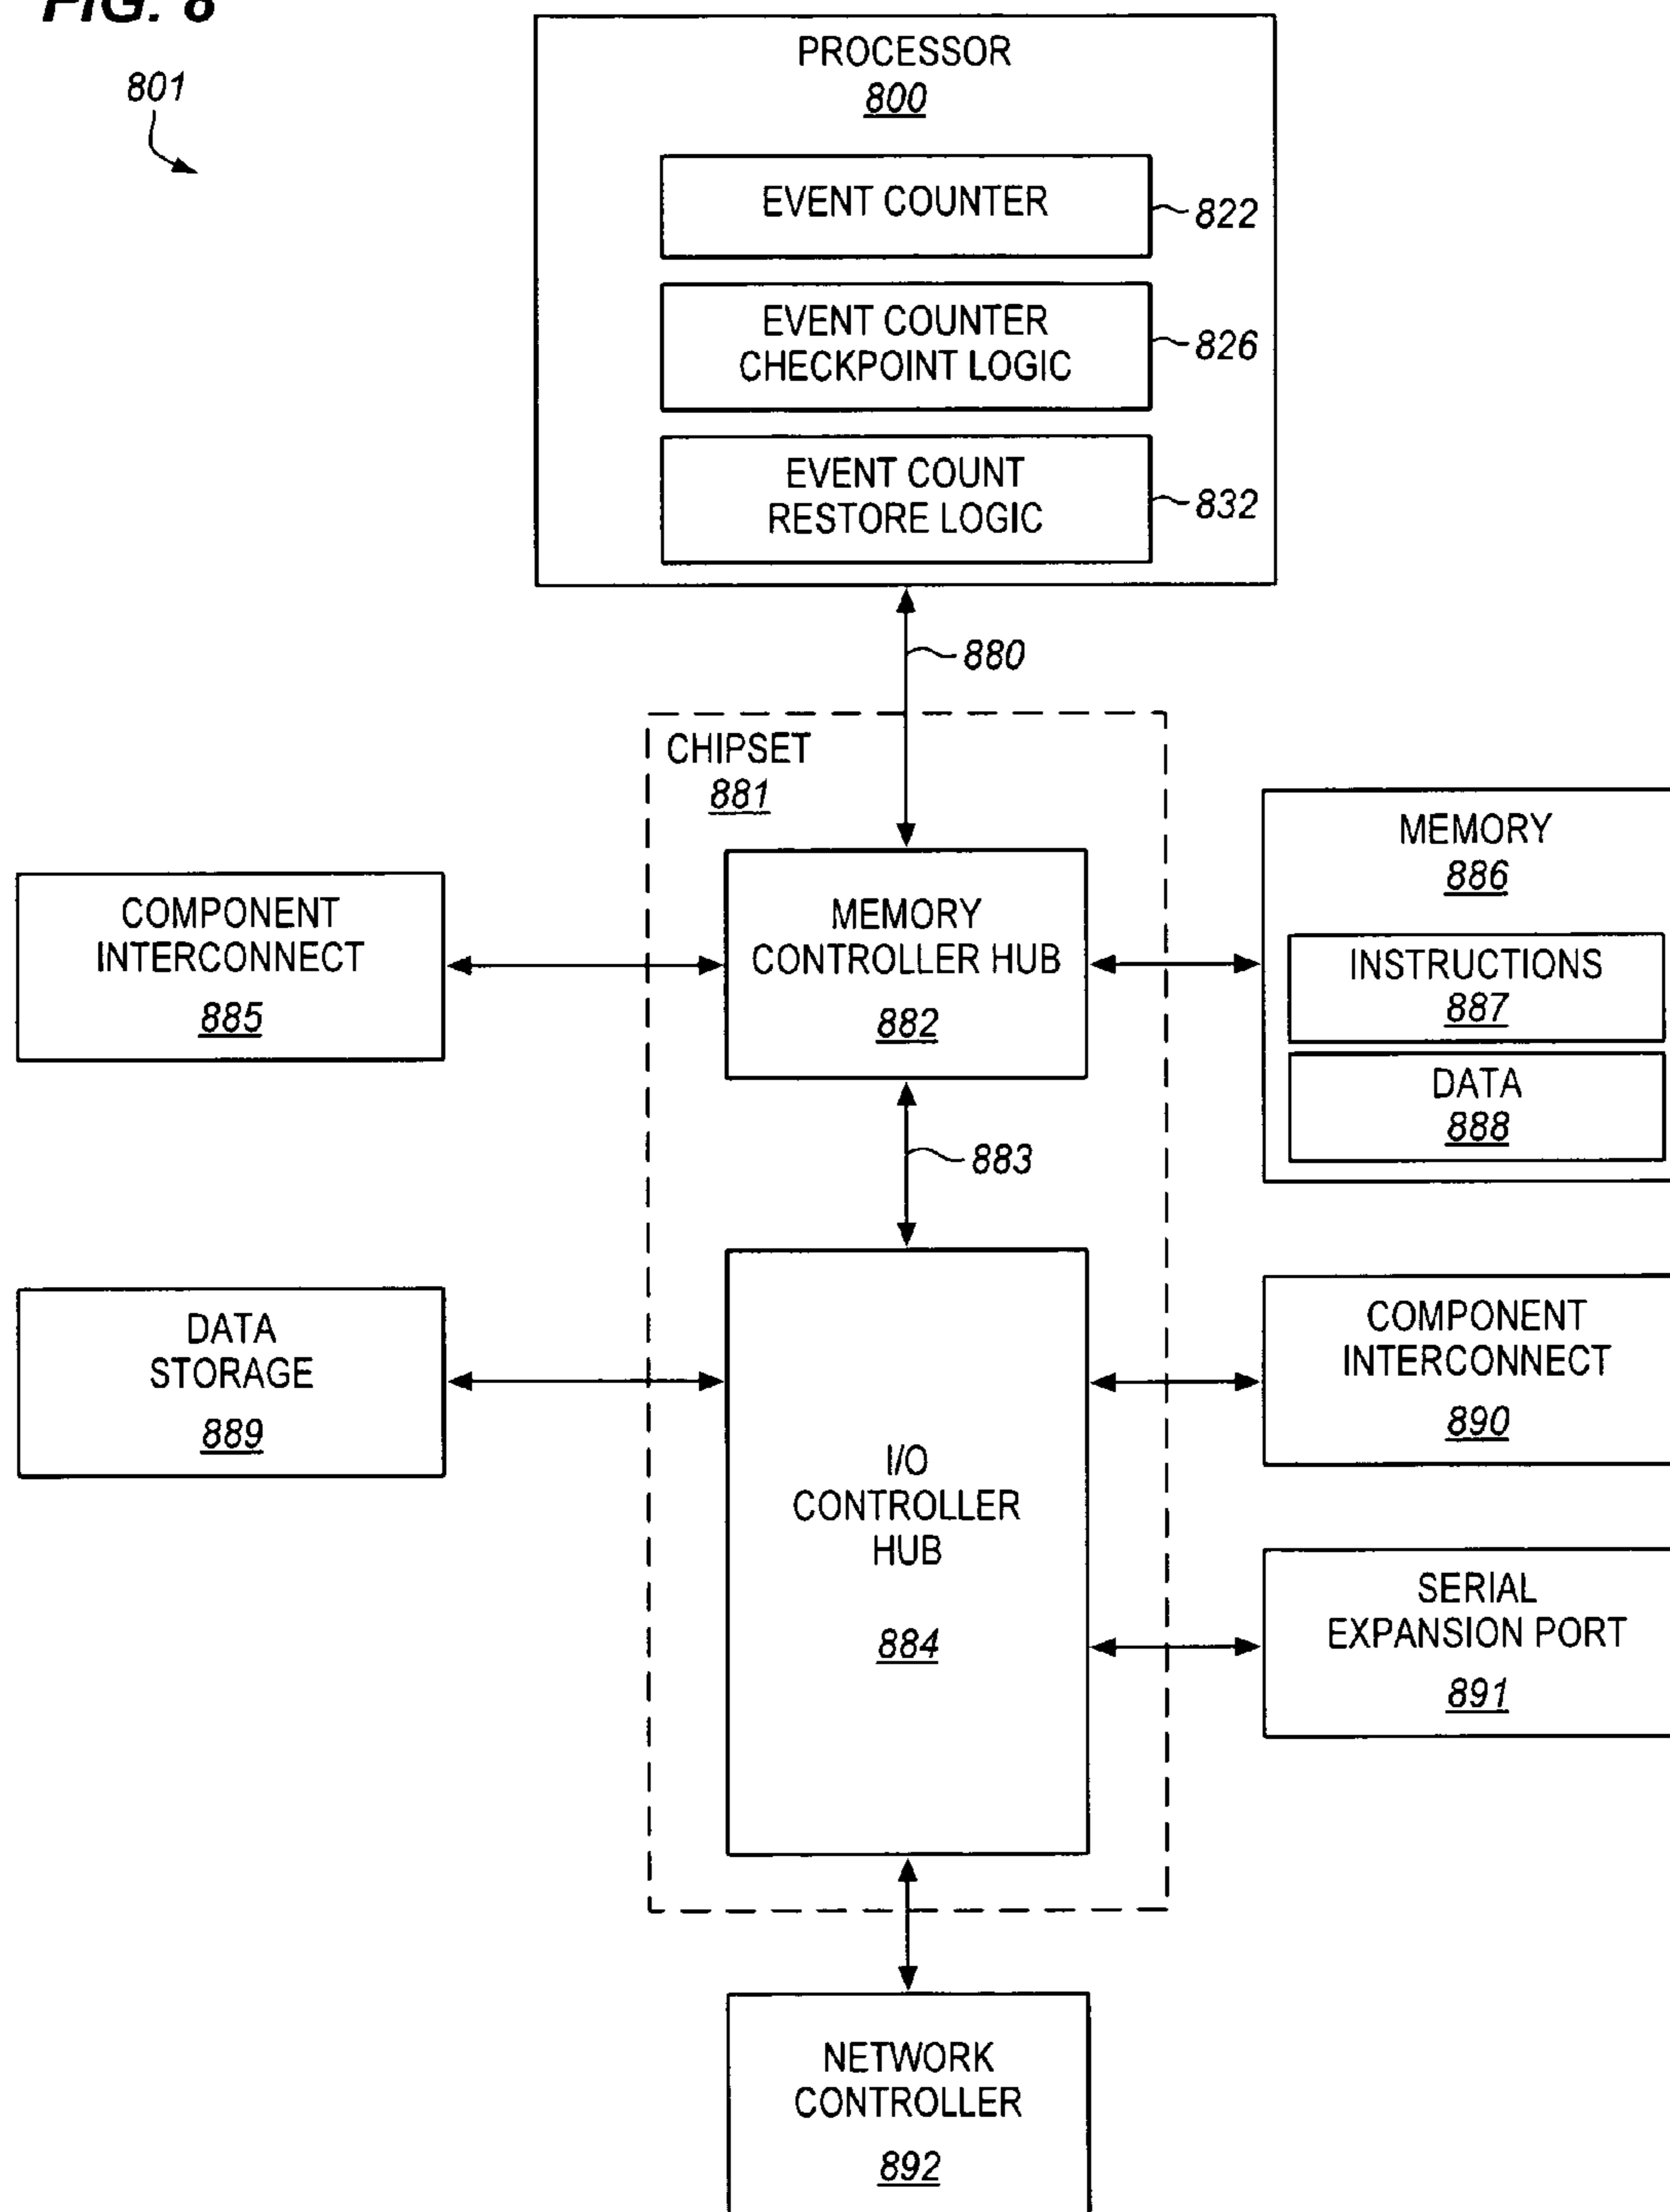 FIG. 8
801
PROCESSOR
800
EVENT COUNTER
822
EVENT COUNTER
CHECKPOINT LOGIC
826
EVENT COUNT
RESTORE LOGIC
832
880
CHIPSET
881
MEMORY
886
INSTRUCTIONS
887
DATA
888
COMPONENT
INTERCONNECT
885
MEMORY
CONTROLLER HUB
882
883
DATA
STORAGE
889
I/O
CONTROLLER
HUB
884
COMPONENT
INTERCONNECT
890
SERIAL
EXPANSION PORT
891
NETWORK
CONTROLLER
892